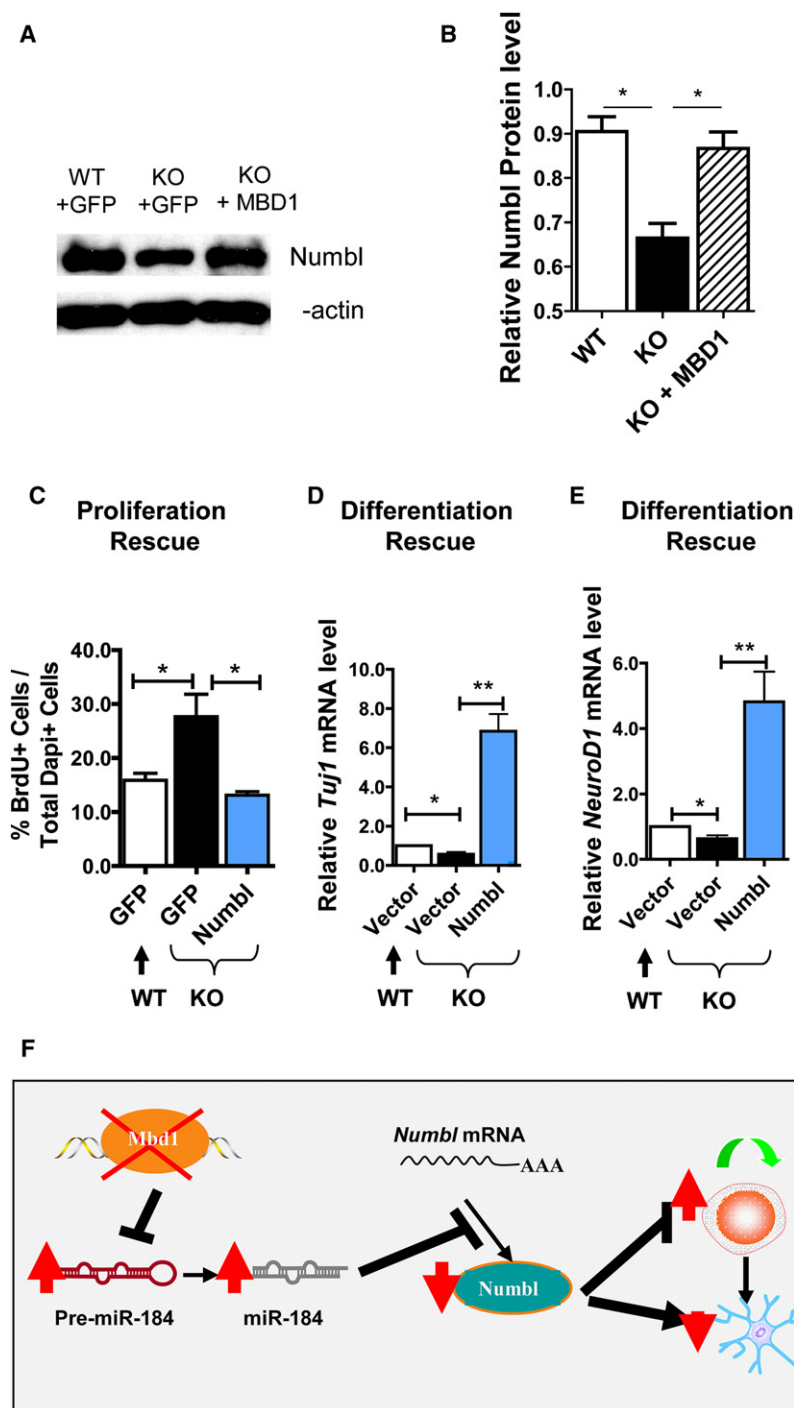 A
WT
+GFP
KO
+GFP
KO
+ MBD1
Numbl
-actin
B
Relative Numbl Protein level
1.0
0.9
0.8
0.7
0.6
0.5
*
*
WT
KO
KO + MBD1
C
Proliferation
Rescue
% BrdU+ Cells /
Total Dapi+ Cells
40.0
30.0
20.0
10.0
0.0
*
*
GFP
GFP
Numbl
WT
KO
D
Differentiation
Rescue
Relative Tuj1 mRNA level
10.0
8.0
6.0
4.0
2.0
0.0
*
**
Vector
Vector
Numbl
WT
KO
E
Differentiation
Rescue
Relative NeuroD1 mRNA level
6.0
4.0
2.0
0.0
*
**
Vector
Vector
Numbl
WT
KO
F
Mbd1
Numbl mRNA
AAA
Pre-miR-184
miR-184
Numbl